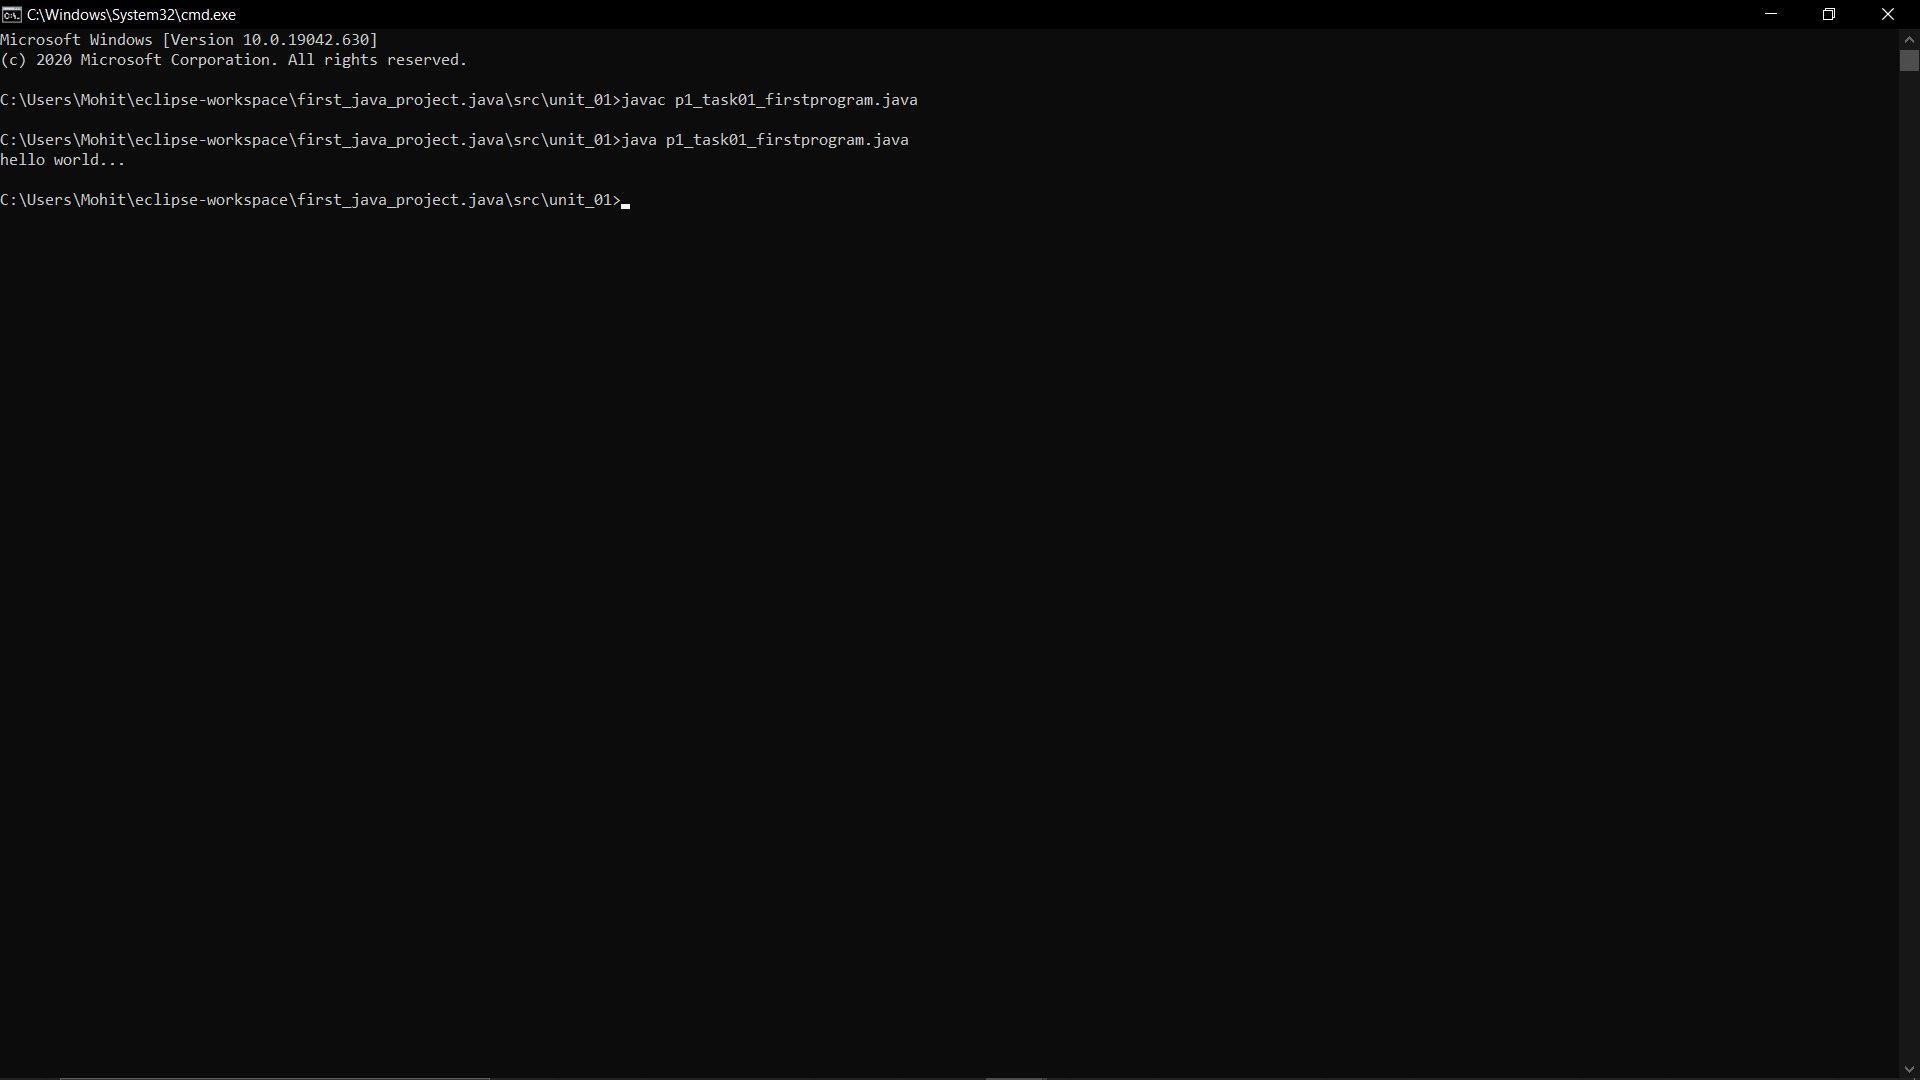 C:\Windows\System32\cmd.exe
Microsoft Windows [Version 10.0.19042.630]
(c) 2020 Microsoft Corporation. All rights reserved.
C:\Users\Mohit\eclipse-workspace\first_java_project.java\src\unit_01>javac p1_task01_firstprogram.java
C:\Users\Mohit\eclipse-workspace\first_java_project.java\src\unit_01>java p1_task01_firstprogram.java
hello world...
C:\Users\Mohit\eclipse-workspace\first_java_project.java\src\unit_01>